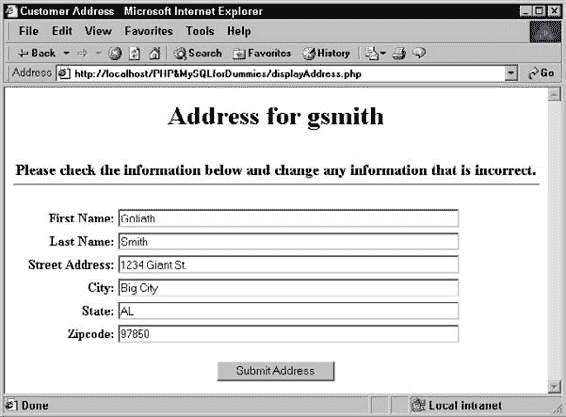 Customer Address - Microsoft Internet Explorer
File Edit View Favorites Tools Help
Back Search Favorites History
Address http://localhost/PHP&MySQLforDummies/displayAddress.php Go
Address for gsmith
Please check the information below and change any information that is incorrect.
First Name: Goliath
Last Name: Smith
Street Address: 1234 Giant St.
City: Big City
State: AL
Zipcode: 97850
Submit Address
Done Local intranet